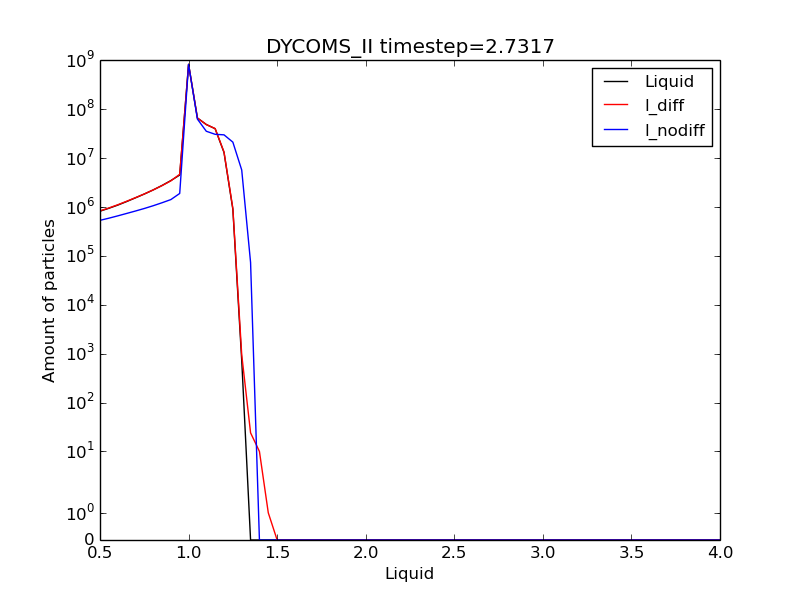 DYCOMS_II timestep=2.7317
10^9
10^8
10^7
10^6
10^5
10^4
10^3
10^2
10^1
10^0
0
Amount of particles
Liquid
l_diff
l_nodiff
0.5 1.0 1.5 2.0 2.5 3.0 3.5 4.0
Liquid